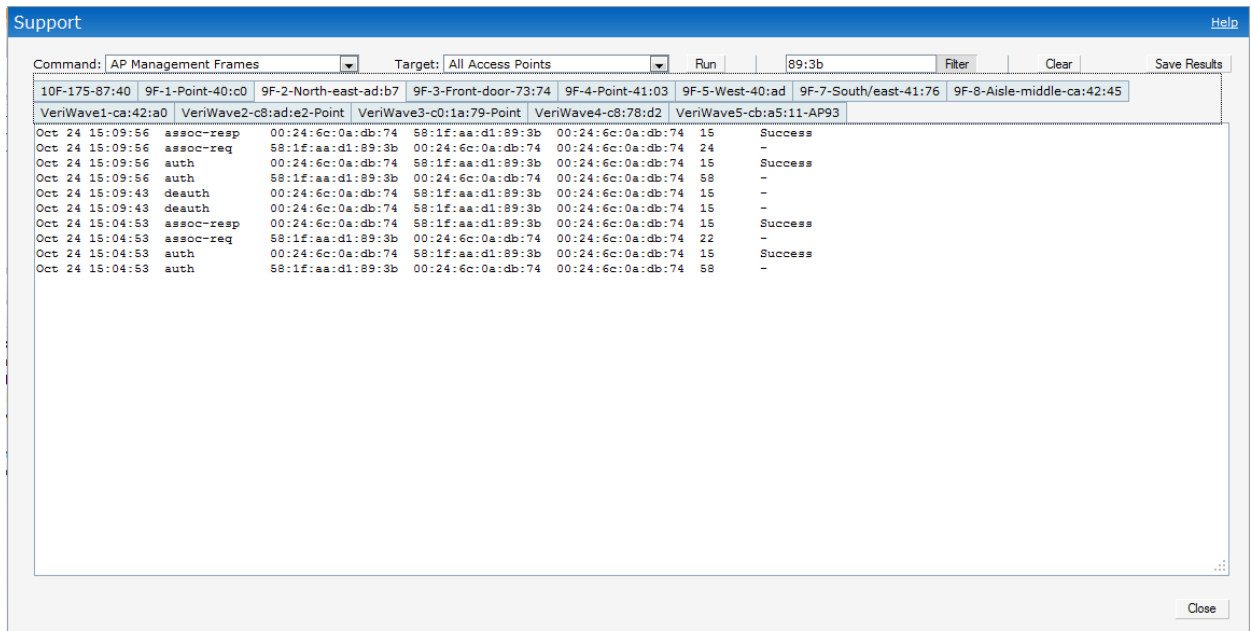 Support Help
Command: AP Management Frames Target: All Access Points Run 89:3b Filter Clear Save Results
10F-175-87:40 9F-1-Point-40:c0 9F-2-North-east-ad:b7 9F-3-Front-door-73:74 9F-4-Point-41:03 9F-5-West-40:ad 9F-7-South/east-41:76 9F-8-Aisle-middle-ca:42:45
VeriWave1-ca:42:a0 VeriWave2-c8:ad:e2-Point VeriWave3-c0:1a:79-Point VeriWave4-c8:78:d2 VeriWave5-cb:a5:11-AP93
Oct 24 15:09:56 assoc-resp 00:24:6c:0a:db:74 58:1f:aa:d1:89:3b 00:24:6c:0a:db:74 15 Success
Oct 24 15:09:56 assoc-req 58:1f:aa:d1:89:3b 00:24:6c:0a:db:74 00:24:6c:0a:db:74 24 -
Oct 24 15:09:56 auth 00:24:6c:0a:db:74 58:1f:aa:d1:89:3b 00:24:6c:0a:db:74 15 Success
Oct 24 15:09:56 auth 58:1f:aa:d1:89:3b 00:24:6c:0a:db:74 00:24:6c:0a:db:74 58 -
Oct 24 15:09:43 deauth 00:24:6c:0a:db:74 58:1f:aa:d1:89:3b 00:24:6c:0a:db:74 15 -
Oct 24 15:09:43 deauth 00:24:6c:0a:db:74 58:1f:aa:d1:89:3b 00:24:6c:0a:db:74 15 -
Oct 24 15:04:53 assoc-resp 00:24:6c:0a:db:74 58:1f:aa:d1:89:3b 00:24:6c:0a:db:74 15 Success
Oct 24 15:04:53 assoc-req 58:1f:aa:d1:89:3b 00:24:6c:0a:db:74 00:24:6c:0a:db:74 22 -
Oct 24 15:04:53 auth 00:24:6c:0a:db:74 58:1f:aa:d1:89:3b 00:24:6c:0a:db:74 15 Success
Oct 24 15:04:53 auth 58:1f:aa:d1:89:3b 00:24:6c:0a:db:74 00:24:6c:0a:db:74 58 -
Close